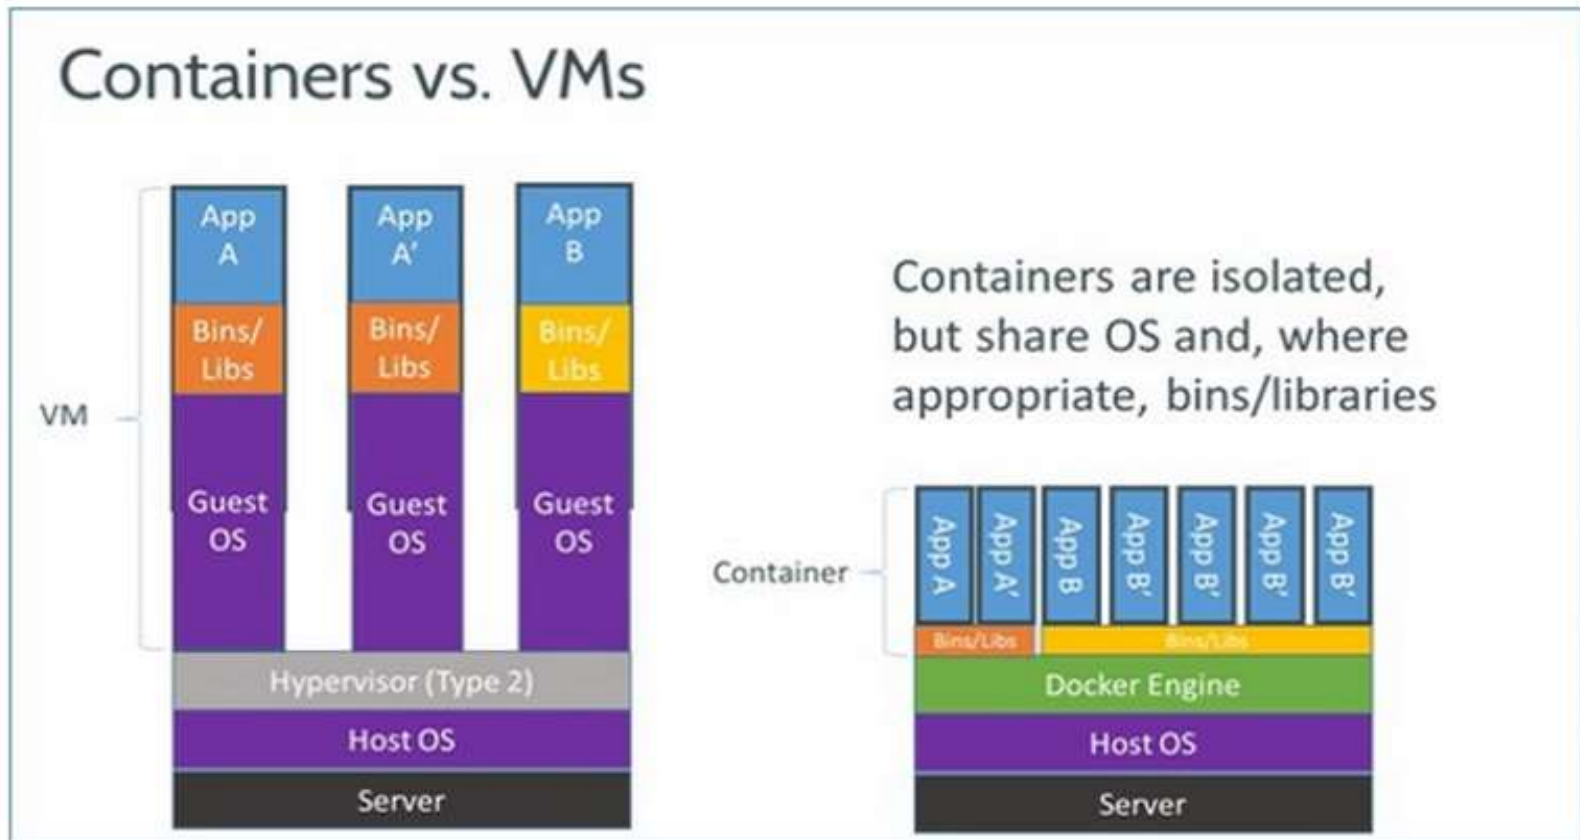 Containers vs. VMs
App
A
Bins/
Libs
Guest
OS
App
A'
Bins/
Libs
Guest
OS
App
B
Bins/
Libs
Guest
OS
VM
Hypervisor (Type 2)
Host OS
Server
Containers are isolated,
but share OS and, where
appropriate, bins/libraries
Container
App A
App A'
App B
App B'
App B'
App B'
App B'
Bins/Libs
Bins/Libs
Docker Engine
Host OS
Server